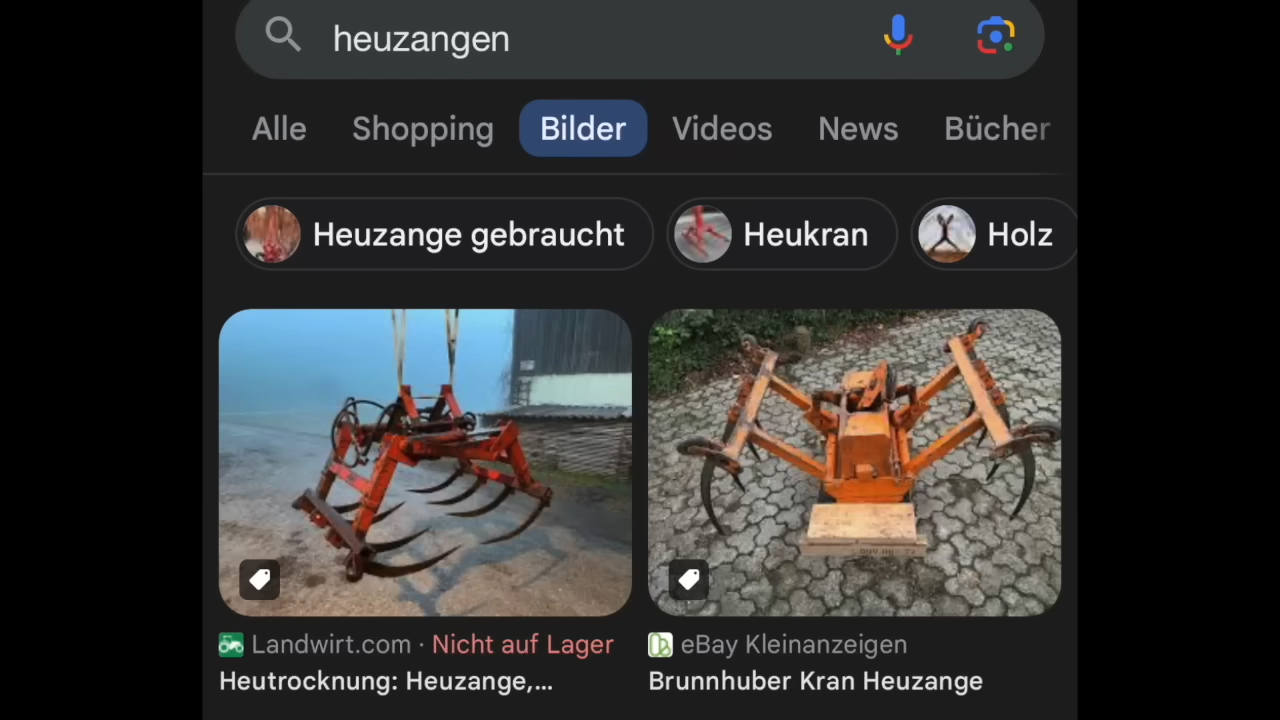 heuzangen
Alle Shopping Bilder Videos News Bücher
Heuzange gebraucht Heukran Holz
Landwirt.com · Nicht auf Lager
Heutrocknung: Heuzange,...
eBay Kleinanzeigen
Brunnhuber Kran Heuzange